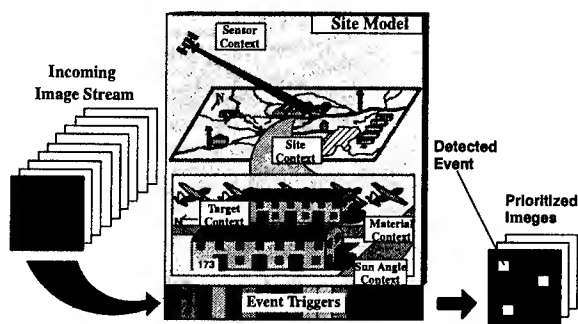 Site Model
Sensor
Context
Incoming
Image Stream
Site
Context
Detected
Event
Target
Context
Material
Context
Prioritized
Images
173
Sun Angle
Context
Event Triggers